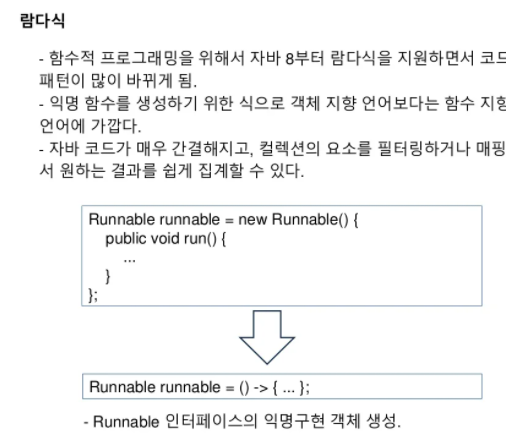 람다식
- 함수적 프로그래밍을 위해서 자바 8부터 람다식을 지원하면서 코드
패턴이 많이 바뀌게 됨.
- 익명 함수를 생성하기 위한 식으로 객체 지향 언어보다는 함수 지향
언어에 가깝다.
- 자바 코드가 매우 간결해지고, 컬렉션의 요소를 필터링하거나 매핑
서 원하는 결과를 쉽게 집계할 수 있다.
Runnable runnable = new Runnable() {
public void run() {
...
}
};
Runnable runnable = () -> { ... };
- Runnable 인터페이스의 익명구현 객체 생성.